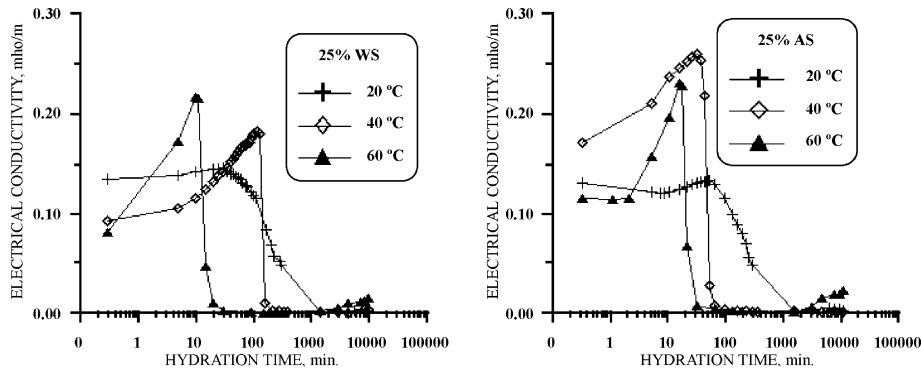 0.30
0.20
0.10
0.00
ELECTRICAL CONDUCTIVITY, mho/m
25% WS
20 ºC
40 ºC
60 ºC
0 1 10 100 1000 10000 100000
HYDRATION TIME, min.
0.30
0.20
0.10
0.00
ELECTRICAL CONDUCTIVITY, mho/m
25% AS
20 ºC
40 ºC
60 ºC
0 1 10 100 1000 10000 100000
HYDRATION TIME, min.